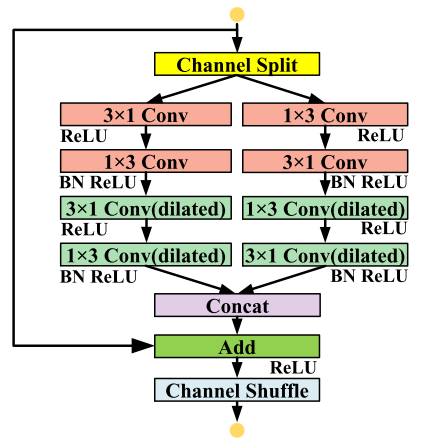 Channel Split
3×1 Conv
1×3 Conv
ReLU
ReLU
1×3 Conv
3×1 Conv
BN ReLU
BN ReLU
3×1 Conv(dilated)
1×3 Conv(dilated)
ReLU
ReLU
1×3 Conv(dilated)
3×1 Conv(dilated)
BN ReLU
BN ReLU
Concat
Add
ReLU
Channel Shuffle